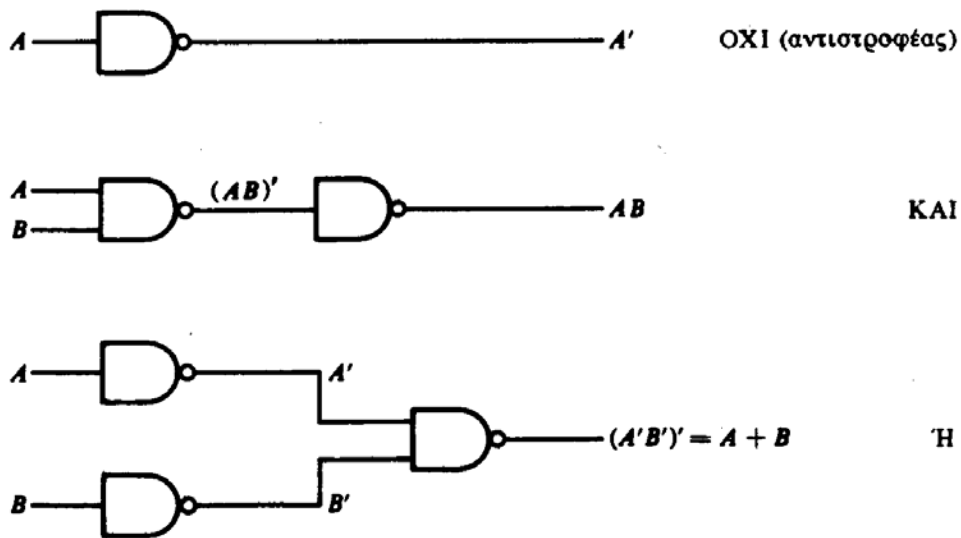 A A' ΟΧΙ (αντιστροφέας)
A (AB)'
B AB ΚΑΙ
A A'
(A'B')' = A + B Ή
B B'